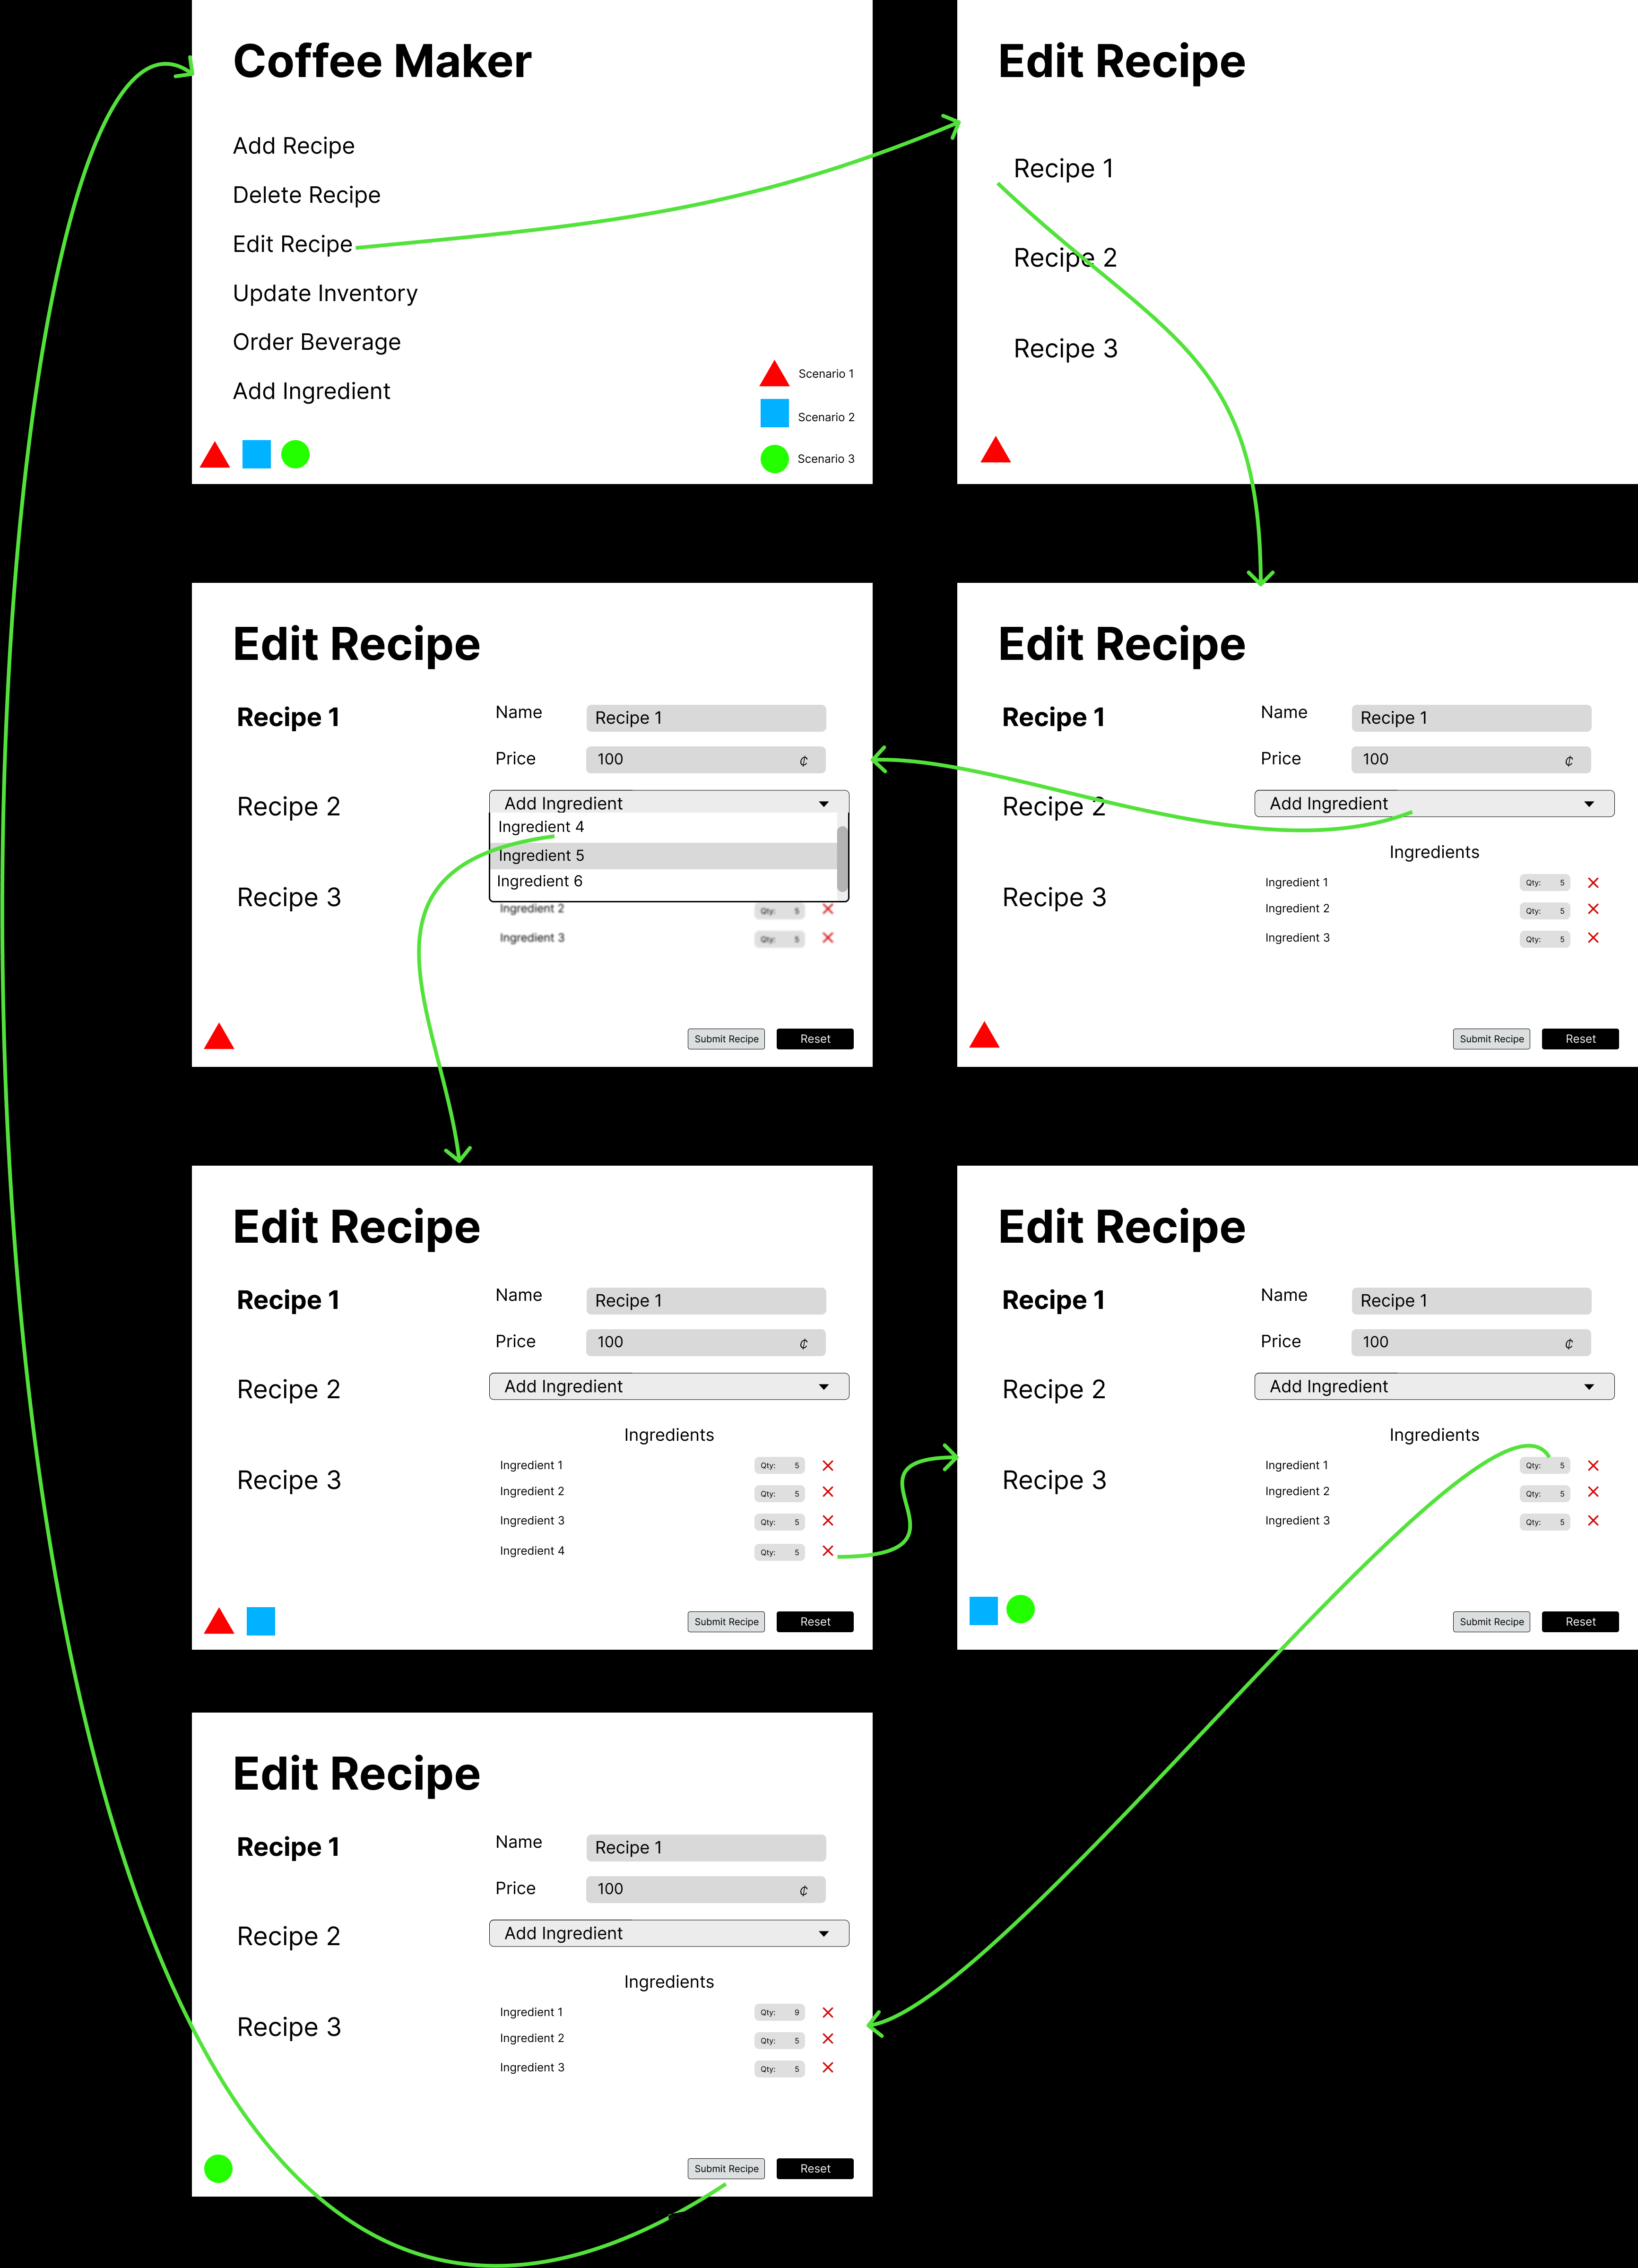 Coffee Maker
Add Recipe
Delete Recipe
Edit Recipe
Update Inventory
Order Beverage
Add Ingredient
Scenario 1
Scenario 2
Scenario 3
Edit Recipe
Recipe 1
Recipe 2
Recipe 3
Edit Recipe
Recipe 1
Recipe 2
Recipe 3
Name Recipe 1
Price 100 ¢
Add Ingredient
Ingredient 4
Ingredient 5
Ingredient 6
Ingredient 2 Qty: 5
Ingredient 3 Qty: 5
Submit Recipe Reset
Edit Recipe
Recipe 1
Recipe 2
Recipe 3
Name Recipe 1
Price 100 ¢
Add Ingredient
Ingredients
Ingredient 1 Qty: 5
Ingredient 2 Qty: 5
Ingredient 3 Qty: 5
Submit Recipe Reset
Edit Recipe
Recipe 1
Recipe 2
Recipe 3
Name Recipe 1
Price 100 ¢
Add Ingredient
Ingredients
Ingredient 1 Qty: 5
Ingredient 2 Qty: 5
Ingredient 3 Qty: 5
Ingredient 4 Qty: 5
Submit Recipe Reset
Edit Recipe
Recipe 1
Recipe 2
Recipe 3
Name Recipe 1
Price 100 ¢
Add Ingredient
Ingredients
Ingredient 1 Qty: 5
Ingredient 2 Qty: 5
Ingredient 3 Qty: 5
Submit Recipe Reset
Edit Recipe
Recipe 1
Recipe 2
Recipe 3
Name Recipe 1
Price 100 ¢
Add Ingredient
Ingredients
Ingredient 1 Qty: 9
Ingredient 2 Qty: 5
Ingredient 3 Qty: 5
Submit Recipe Reset